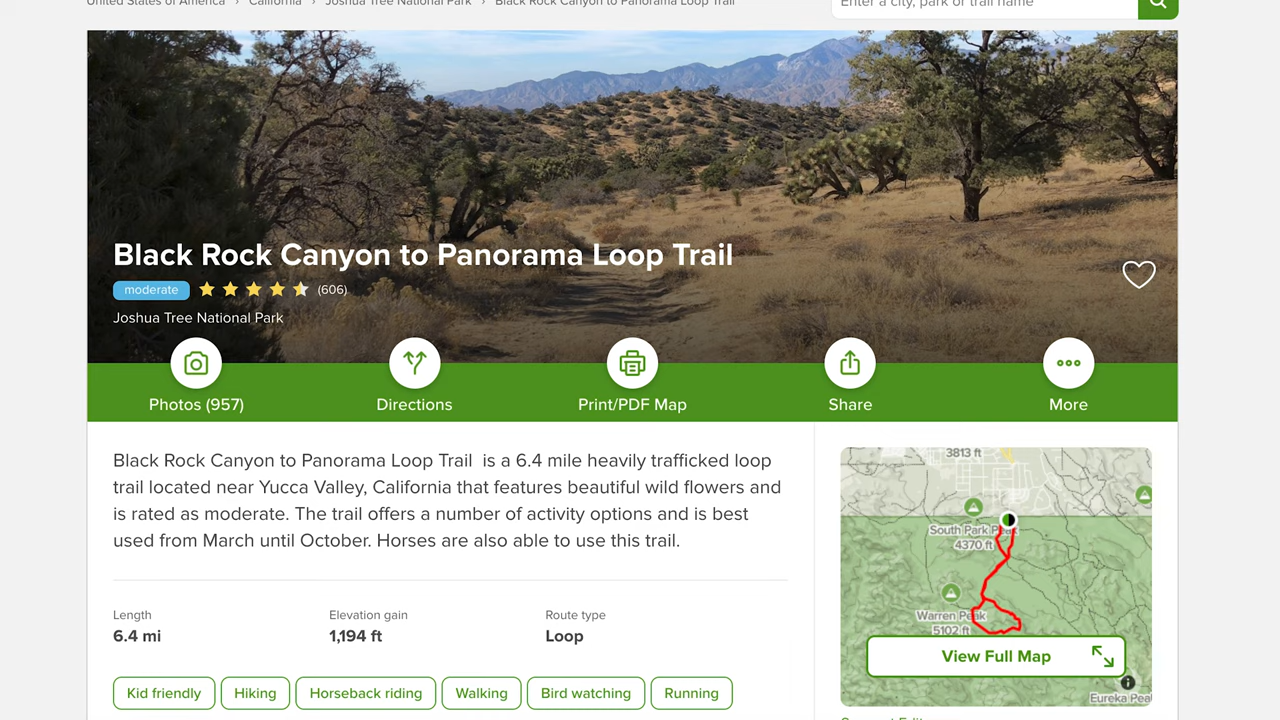 United States of America › California › Joshua Tree National Park › Black Rock Canyon to Panorama Loop Trail
Enter a city, park or trail name
Black Rock Canyon to Panorama Loop Trail
moderate (606)
Joshua Tree National Park
Photos (957)
Directions
Print/PDF Map
Share
More
Black Rock Canyon to Panorama Loop Trail is a 6.4 mile heavily trafficked loop
trail located near Yucca Valley, California that features beautiful wild flowers and
is rated as moderate. The trail offers a number of activity options and is best
used from March until October. Horses are also able to use this trail.
Length
6.4 mi
Elevation gain
1,194 ft
Route type
Loop
Kid friendly
Hiking
Horseback riding
Walking
Bird watching
Running
3813 ft
South Park Peak
4370 ft
Warren Peak
5102 ft
View Full Map
Eureka Pea